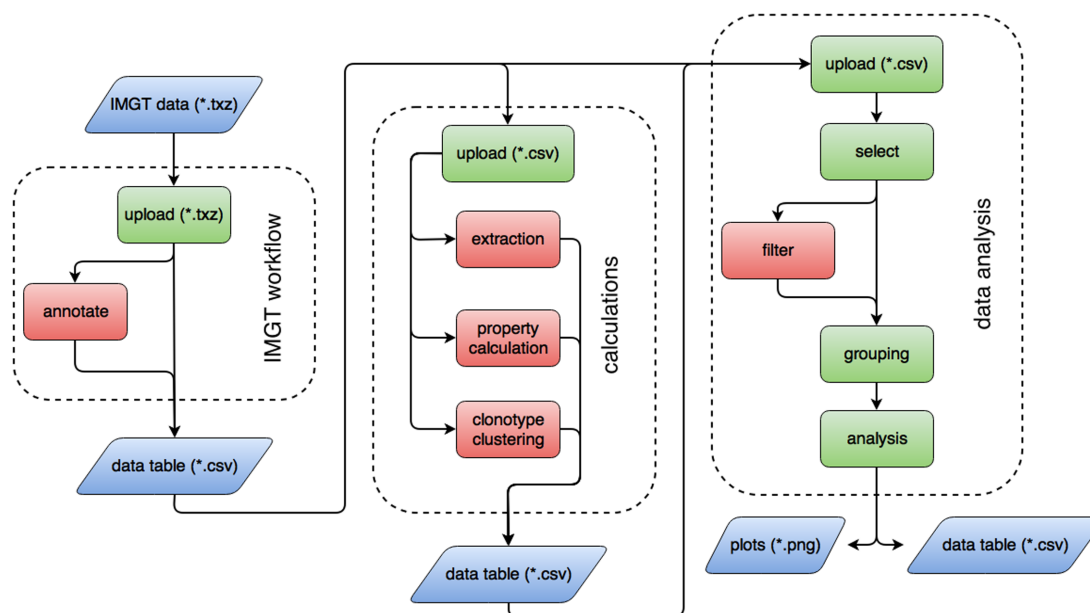 IMGT data (*.txz)
upload (*.txz)
annotate
IMGT workflow
data table (*.csv)
upload (*.csv)
extraction
property
calculation
clonotype
clustering
calculations
data table (*.csv)
upload (*.csv)
select
filter
grouping
analysis
data analysis
plots (*.png)
data table (*.csv)